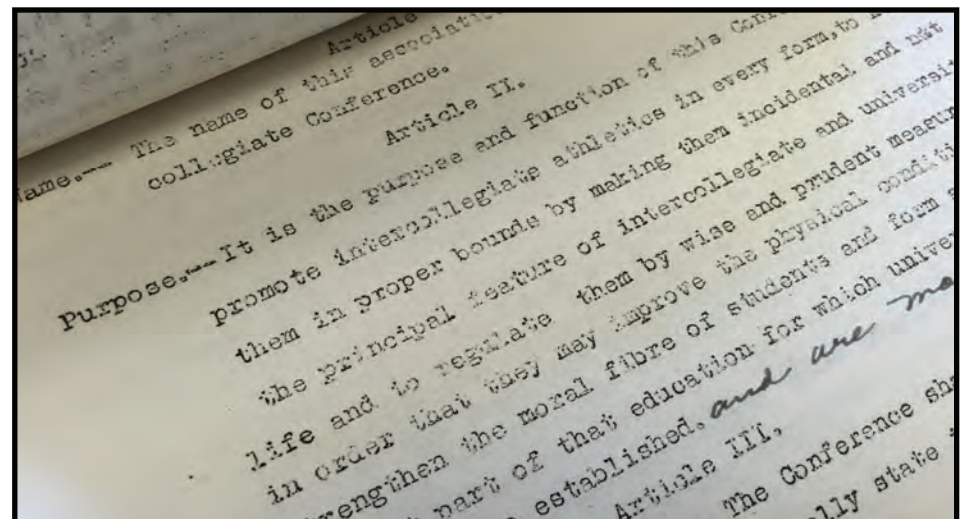 Article
Name.-- The name of this associati
collegiate Conference.
Article II.
Purpose.--It is the purpose and function of this Con
promote intercollegiate athletics in every form, to
them in proper bounds by making them incidental and not
the principal feature of intercollegiate and universit
life and to regulate them by wise and prudent measur
in order that they may improve the physical conditi
trengthen the moral fibre of students and form
part of that education for which univer
established. and are ma
Article III.
The Conference sha
ally state